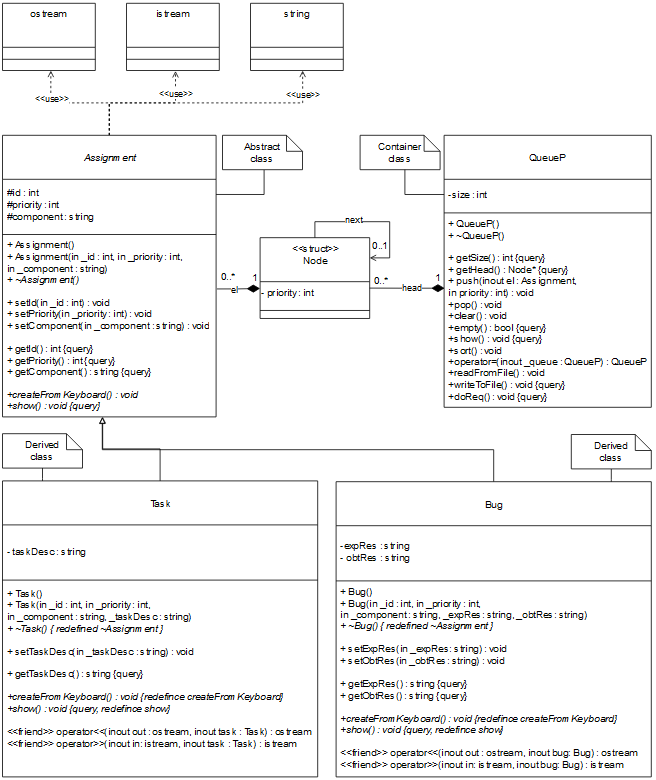 ostream
istream
string
<<use>>
<<use>>
<<use>>
Assignment
#id : int
#priority : int
#component : string
+ Assignment()
+ Assignment(in _id : int, in _priority : int,
in _component : string)
+ ~Assignment()
+ setId(in _id : int) : void
+ setPriority(in _priority : int) : void
+ setComponent(in _component : string) : void
+ getId() : int {query}
+ getPriority() : int {query}
+ getComponent() : string {query}
+createFromKeyboard() : void
+show() : void {query}
Abstract
class
Container
class
QueueP
-size : int
+ QueueP()
+ ~QueueP()
+ getSize() : int {query}
+ getHead() : Node* {query}
+ push(inout el : Assignment,
in priority : int) : void
+pop() : void
+clear() : void
+empty() : bool {query}
+show() : void {query}
+sort() : void
+operator=(inout _queue : QueueP) : QueueP
+readFromFile() : void
+writeToFile() : void {query}
+doReq() : void {query}
next
0..1
<<struct>>
Node
- priority : int
0..*
1
el
0..*
1
head
Derived
class
Derived
class
Task
- taskDesc : string
+ Task()
+ Task(in _id : int, in _priority : int,
in _component : string, _taskDesc : string)
+ ~Task() { redefined ~Assignment }
+ setTaskDesc(in _taskDesc : string) : void
+ getTaskDesc() : string {query}
+createFromKeyboard() : void {redefince createFromKeyboard}
+show() : void {query, redefince show}
<<friend>> operator<<(inout out : ostream, inout task : Task) : ostream
<<friend>> operator>>(inout in : istream, inout task : Task) : istream
Bug
-expRes : string
- obtRes : string
+ Bug()
+ Bug(in _id : int, in _priority : int,
in _component : string, _expRes : string, _obtRes : string)
+ ~Bug() { redefined ~Assignment }
+ setExpRes(in _expRes : string) : void
+ setObtRes(in _obtRes : string) : void
+ getExpRes() : string {query}
+ getObtRes() : string {query}
+createFromKeyboard() : void {redefince createFromKeyboard}
+ show() : void {query, redefince show}
<<friend>> operator<<(inout out : ostream, inout bug: Bug) : ostream
<<friend>> operator>>(inout in: istream, inout bug: Bug) : istream